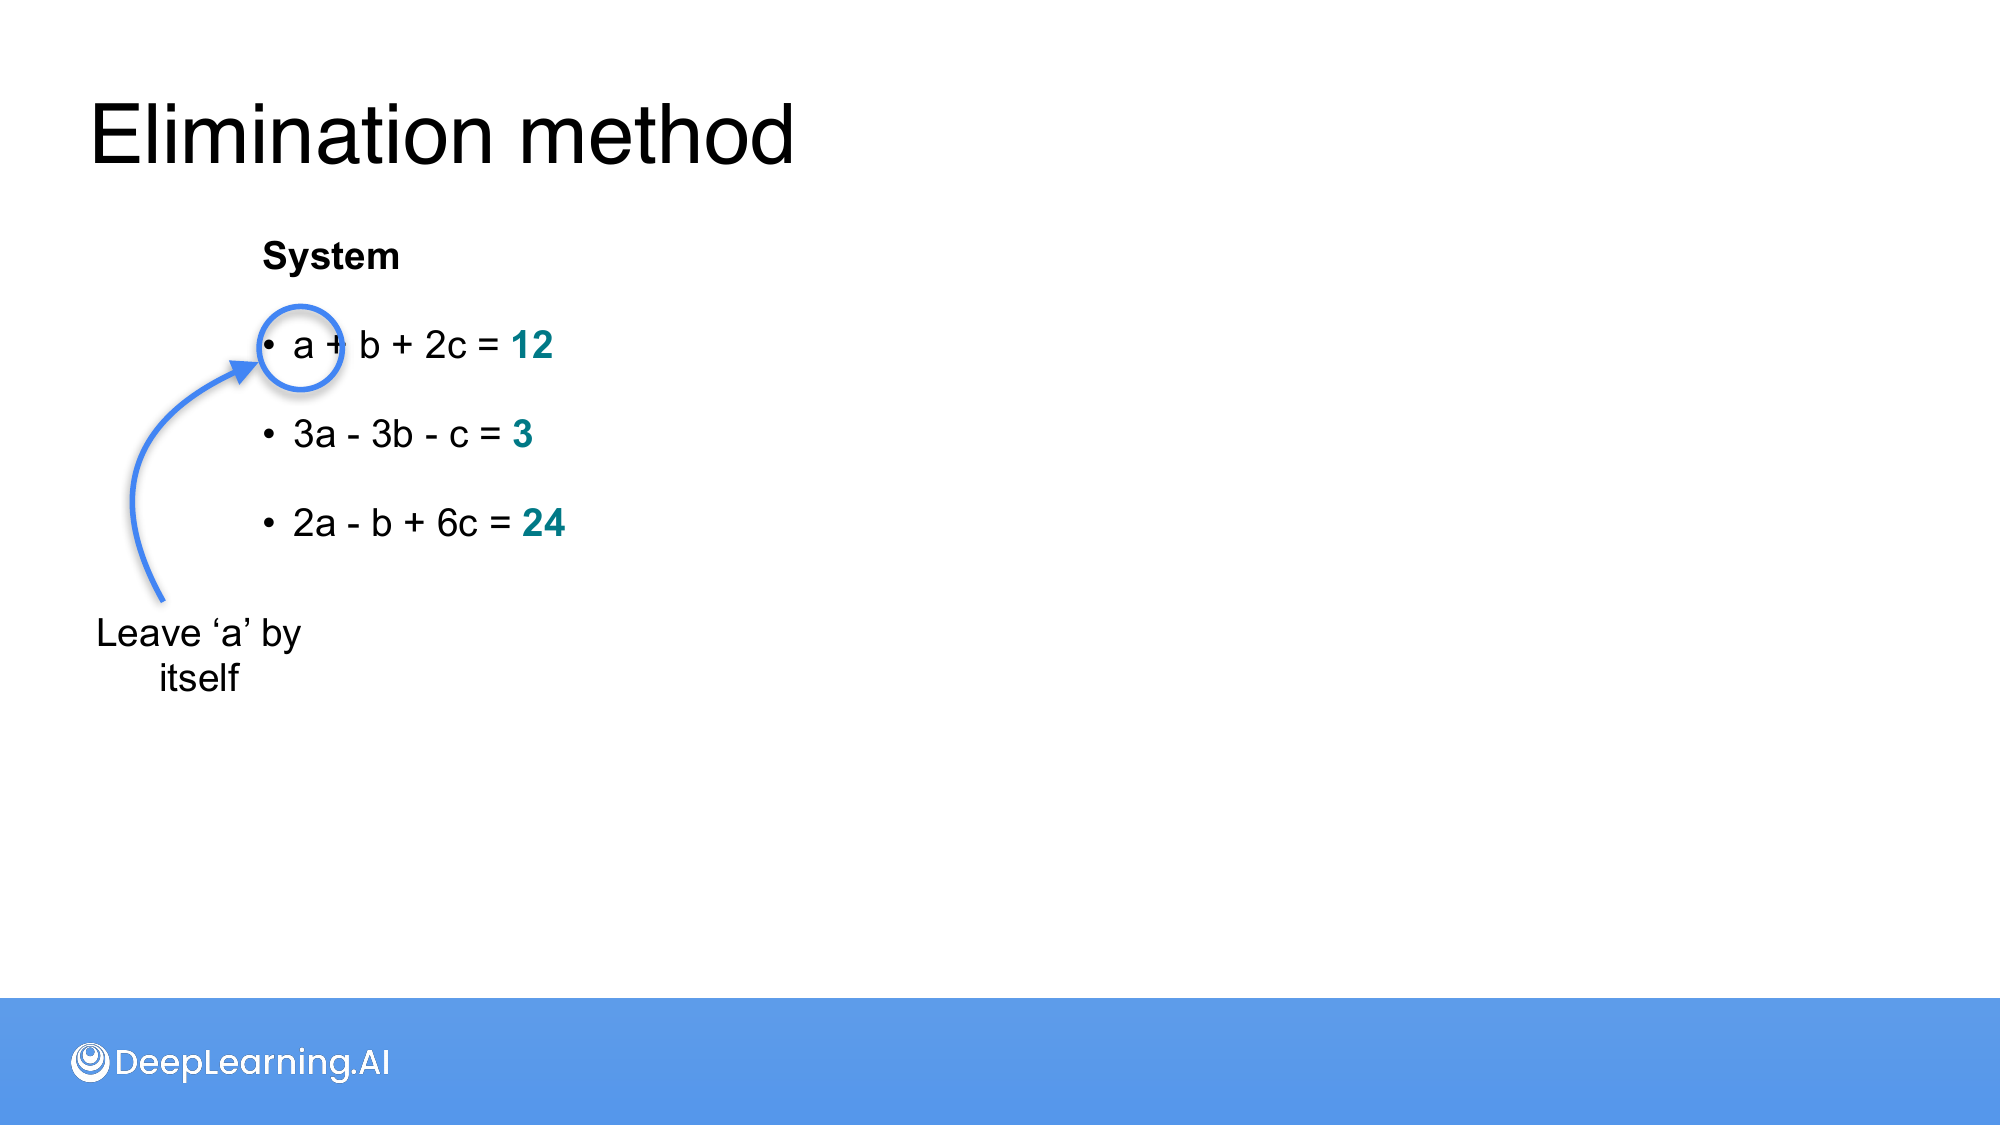 Elimination method
System
• a + b + 2c = 12
• 3a - 3b - c = 3
• 2a - b + 6c = 24
Leave ‘a’ by
itself
DeepLearning.AI